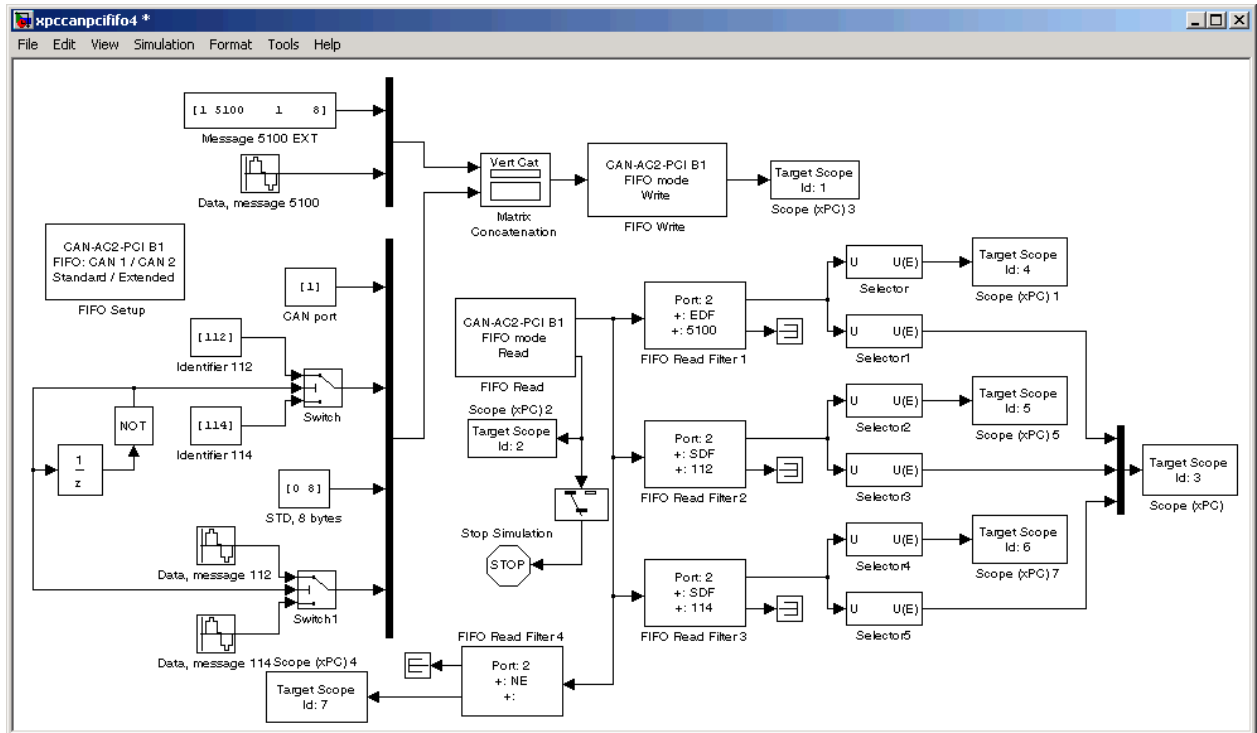 xpccanpcififo4 *
File Edit View Simulation Format Tools Help
[1 5100 1 8]
Message 5100 EXT
Data, message 5100
Vert Cat
Matrix
Concatenation
CAN-AC2-PCI B1
FIFO mode
Write
FIFO Write
Target Scope
Id: 1
Scope (xPC) 3
CAN-AC2-PCI B1
FIFO: CAN 1 / CAN 2
Standard / Extended
FIFO Setup
[1]
CAN port
[112]
Identifier 112
Switch
NOT
[114]
Identifier 114
1
z
[0 8]
STD, 8 bytes
Data, message 112
Switch1
Data, message 114
CAN-AC2-PCI B1
FIFO mode
Read
FIFO Read
Scope (xPC) 2
Target Scope
Id: 2
Stop Simulation
STOP
Port: 2
+: EDF
+: 5100
FIFO Read Filter 1
U U(E)
Selector
Target Scope
Id: 4
Scope (xPC) 1
U U(E)
Selector1
Port: 2
+: SDF
+: 112
FIFO Read Filter 2
U U(E)
Selector2
Target Scope
Id: 5
Scope (xPC) 5
U U(E)
Selector3
Target Scope
Id: 3
Scope (xPC)
Port: 2
+: SDF
+: 114
FIFO Read Filter 3
U U(E)
Selector4
Target Scope
Id: 6
Scope (xPC) 7
U U(E)
Selector5
FIFO Read Filter 4
Port: 2
+: NE
+:
Scope (xPC) 4
Target Scope
Id: 7